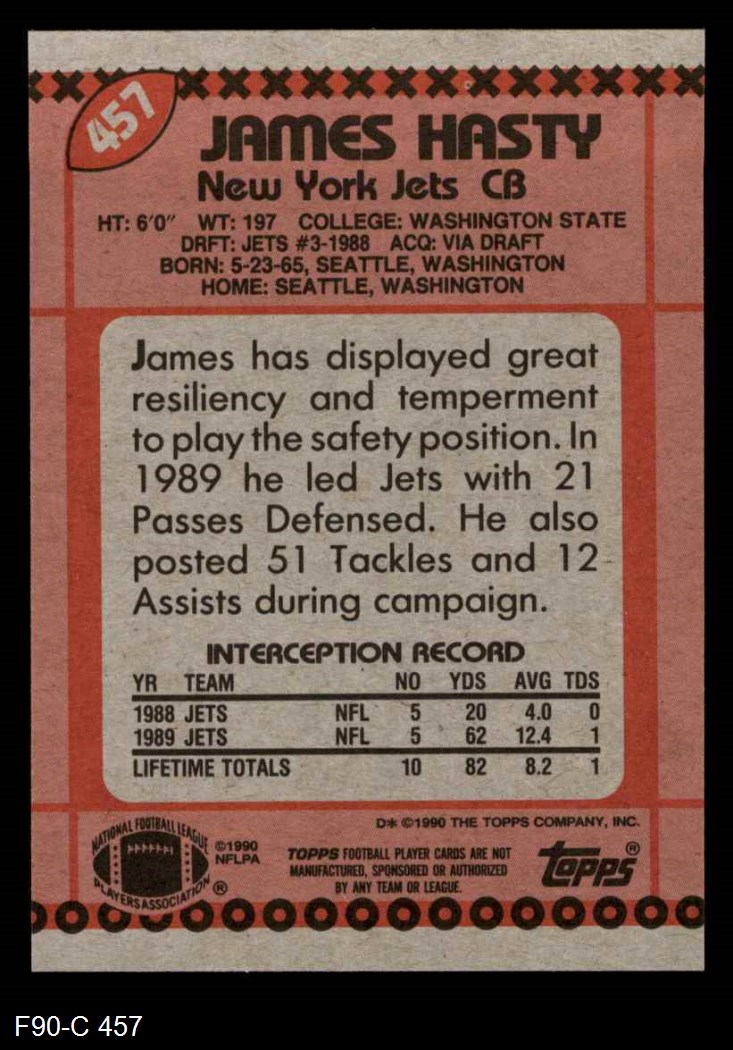 457
JAMES HASTY
New York Jets CB
HT: 6'0" WT: 197 COLLEGE: WASHINGTON STATE
DRFT: JETS #3-1988 ACQ: VIA DRAFT
BORN: 5-23-65, SEATTLE, WASHINGTON
HOME: SEATTLE, WASHINGTON
James has displayed great
resiliency and temperment
to play the safety position. In
1989 he led Jets with 21
Passes Defensed. He also
posted 51 Tackles and 12
Assists during campaign.
INTERCEPTION RECORD
YR TEAM NO YDS AVG TDS
1988 JETS NFL 5 20 4.0 0
1989 JETS NFL 5 62 12.4 1
LIFETIME TOTALS 10 82 8.2 1
D* ©1990 THE TOPPS COMPANY, INC.
NATIONAL FOOTBALL LEAGUE
PLAYERS ASSOCIATION ®
©1990
NFLPA
TOPPS FOOTBALL PLAYER CARDS ARE NOT
MANUFACTURED, SPONSORED OR AUTHORIZED
BY ANY TEAM OR LEAGUE.
topps®
F90-C 457